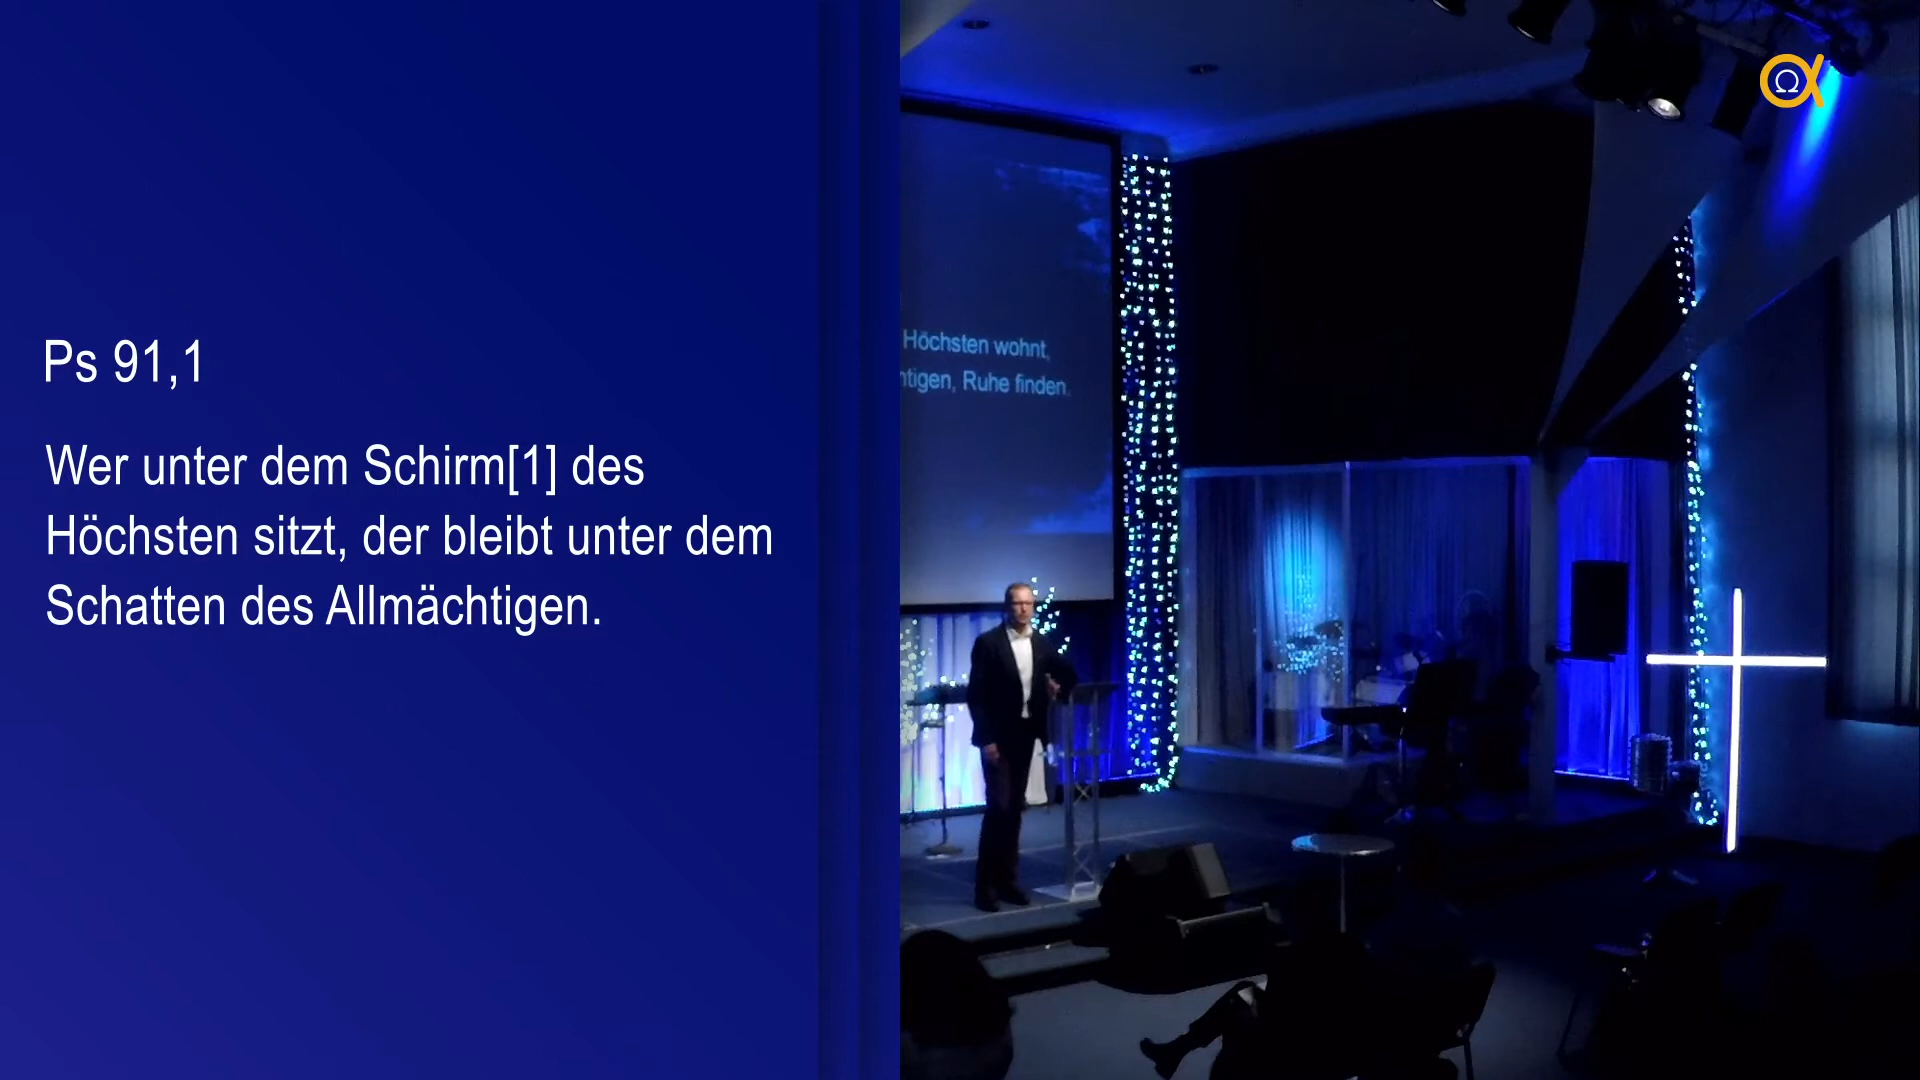 Ps 91,1
Wer unter dem Schirm[1] des
Höchsten sitzt, der bleibt unter dem
Schatten des Allmächtigen.
Höchsten wohnt,
htigen, Ruhe finden.
Ω